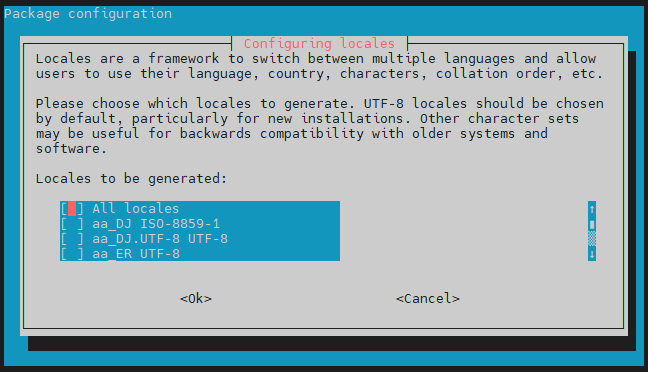 Package configuration
Configuring locales
Locales are a framework to switch between multiple languages and allow
users to use their language, country, characters, collation order, etc.
Please choose which locales to generate. UTF-8 locales should be chosen
by default, particularly for new installations. Other character sets
may be useful for backwards compatibility with older systems and
software.
Locales to be generated:
[ ] All locales
[ ] aa_DJ ISO-8859-1
[ ] aa_DJ.UTF-8 UTF-8
[ ] aa_ER UTF-8
<Ok> <Cancel>